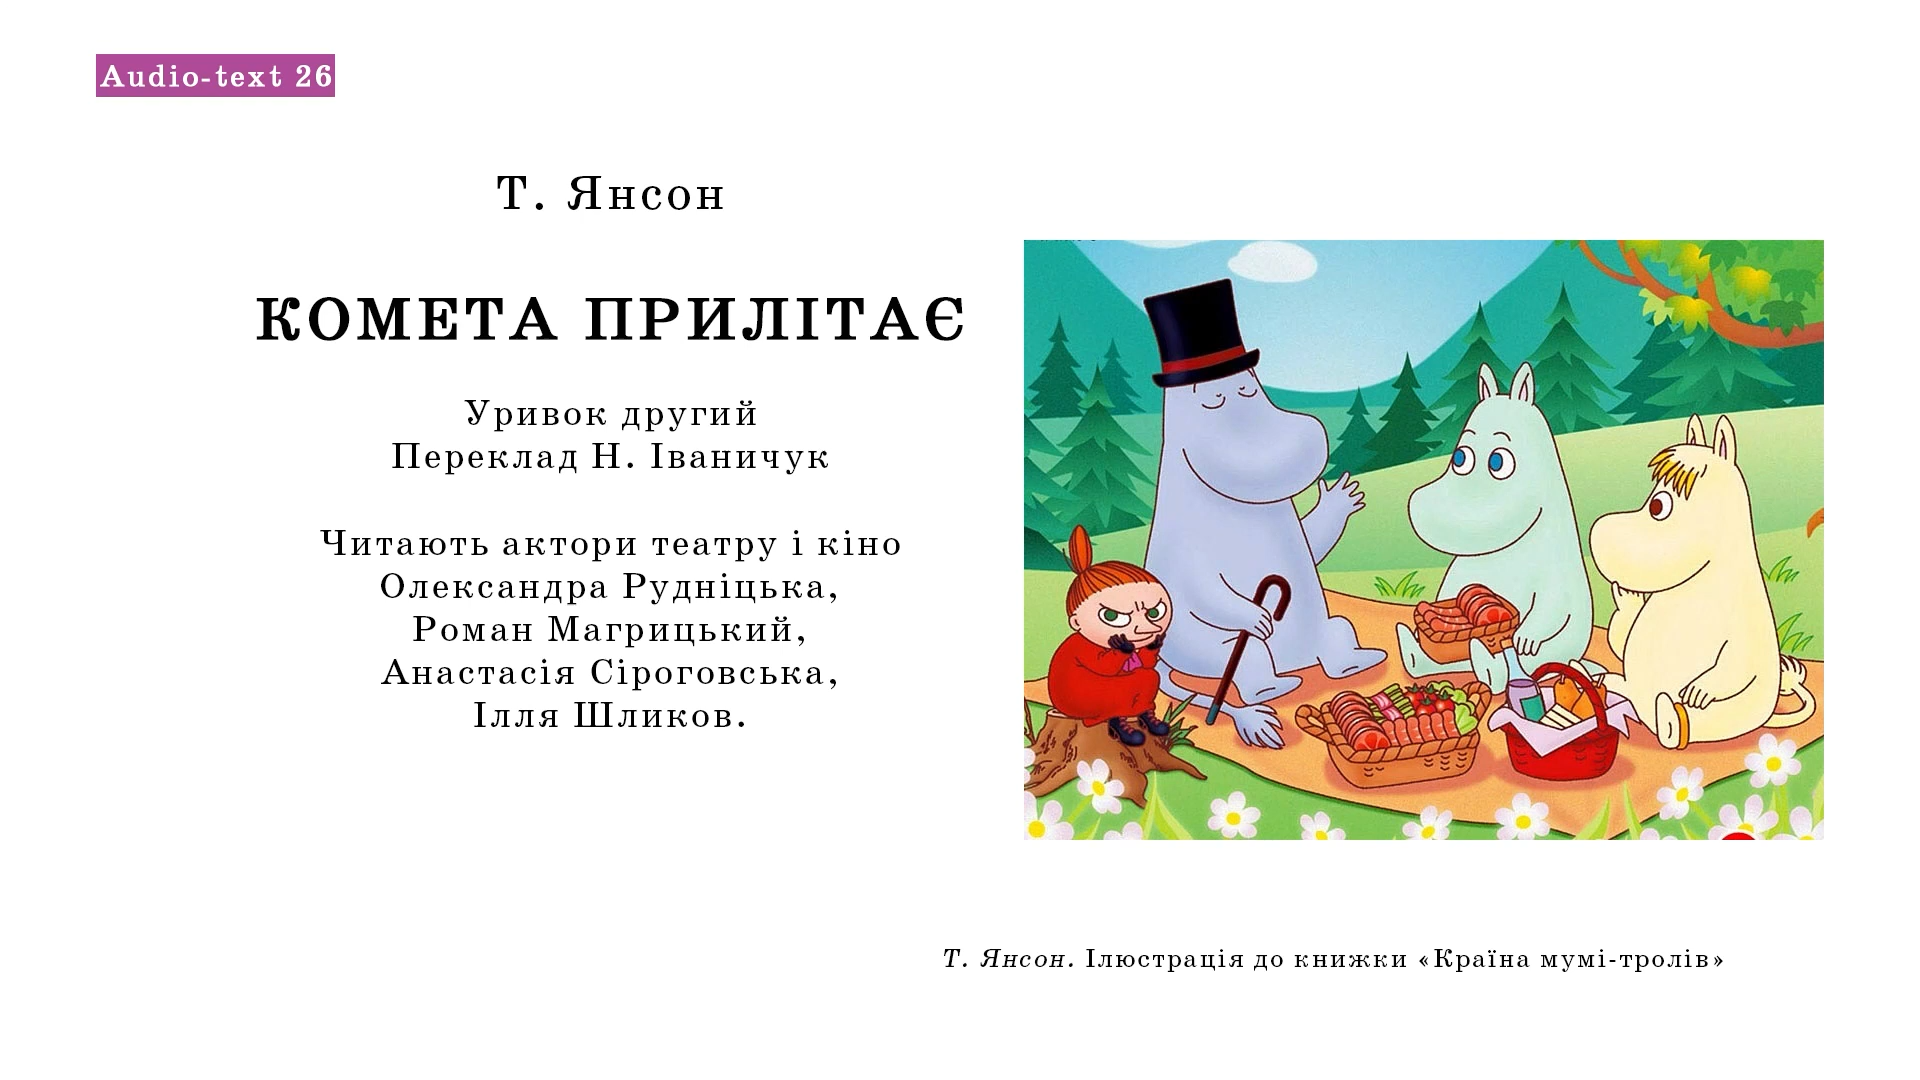 Audio-text 26
Т. Янсон
КОМЕТА ПРИЛІТАЄ
Уривок другий
Переклад Н. Іваничук
Читають актори театру і кіно
Олександра Рудніцька,
Роман Магрицький,
Анастасія Сіроговська,
Ілля Шликов.
Т. Янсон. Ілюстрація до книжки «Країна мумі-тролів»